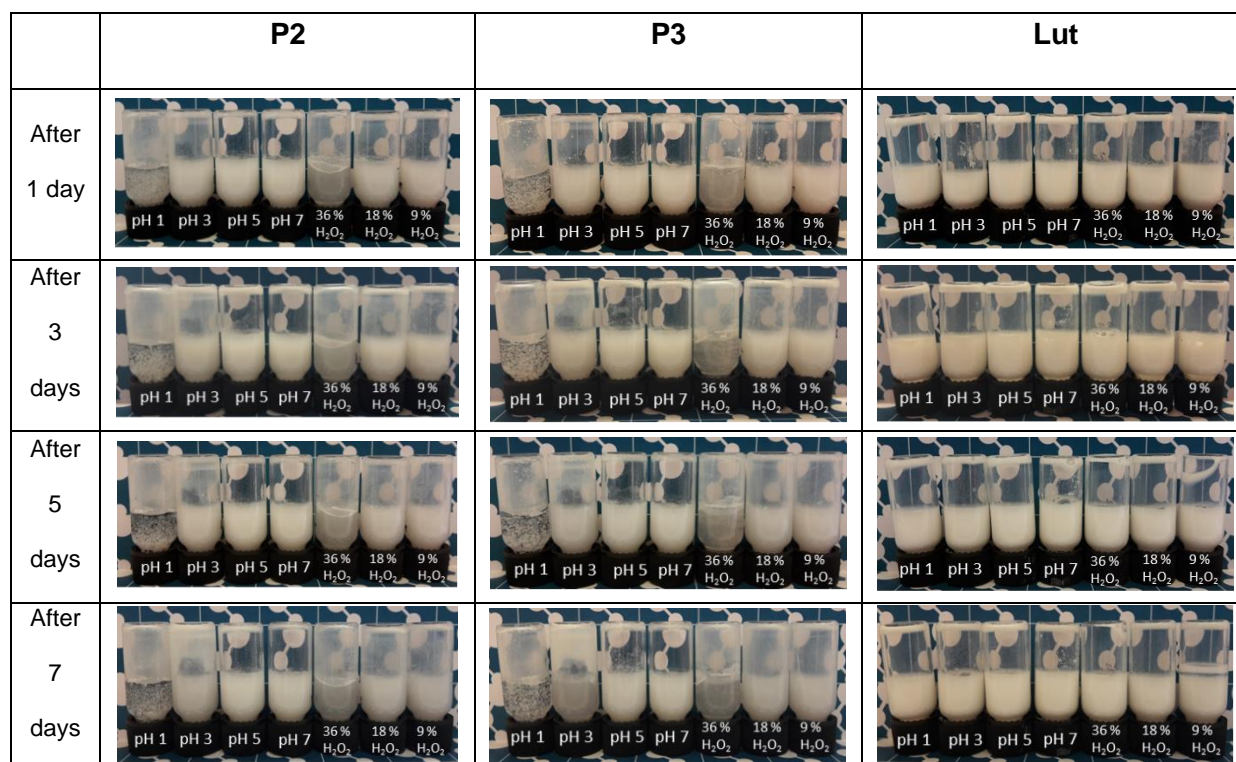 P2 P3 Lut
After
1 day
pH 1 pH 3 pH 5 pH 7 36 % H₂O₂ 18 % H₂O₂ 9 % H₂O₂
pH 1 pH 3 pH 5 pH 7 36 % H₂O₂ 18 % H₂O₂ 9 % H₂O₂
pH 1 pH 3 pH 5 pH 7 36 % H₂O₂ 18 % H₂O₂ 9 % H₂O₂
After
3
days
pH 1 pH 3 pH 5 pH 7 36 % H₂O₂ 18 % H₂O₂ 9 % H₂O₂
pH 1 pH 3 pH 5 pH 7 36 % H₂O₂ 18 % H₂O₂ 9 % H₂O₂
pH 1 pH 3 pH 5 pH 7 36 % H₂O₂ 18 % H₂O₂ 9 % H₂O₂
After
5
days
pH 1 pH 3 pH 5 pH 7 36 % H₂O₂ 18 % H₂O₂ 9 % H₂O₂
pH 1 pH 3 pH 5 pH 7 36 % H₂O₂ 18 % H₂O₂ 9 % H₂O₂
pH 1 pH 3 pH 5 pH 7 36 % H₂O₂ 18 % H₂O₂ 9 % H₂O₂
After
7
days
pH 1 pH 3 pH 5 pH 7 36 % H₂O₂ 18 % H₂O₂ 9 % H₂O₂
pH 1 pH 3 pH 5 pH 7 36 % H₂O₂ 18 % H₂O₂ 9 % H₂O₂
pH 1 pH 3 pH 5 pH 7 36 % H₂O₂ 18 % H₂O₂ 9 % H₂O₂